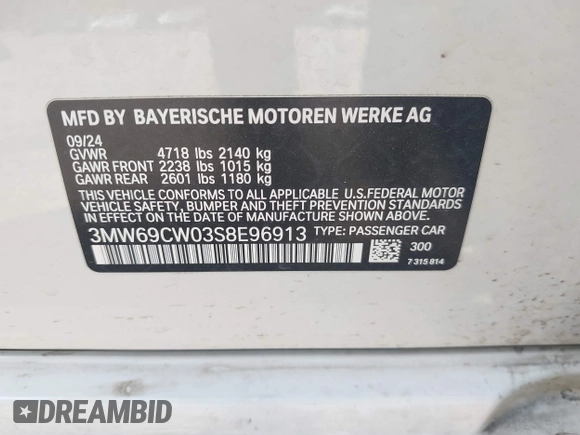 MFD BY BAYERISCHE MOTOREN WERKE AG
09/24
GVWR 4718 lbs 2140 kg
GAWR FRONT 2238 lbs 1015 kg
GAWR REAR 2601 lbs 1180 kg
THIS VEHICLE CONFORMS TO ALL APPLICABLE U.S.FEDERAL MOTOR
VEHICLE SAFETY, BUMPER, AND THEFT PREVENTION STANDARDS
IN EFFECT ON THE DATE OF MANUFACTURE SHOWN ABOVE.
3MW69CW03S8E96913 TYPE: PASSENGER CAR
300
7 315 814
DREAMBID